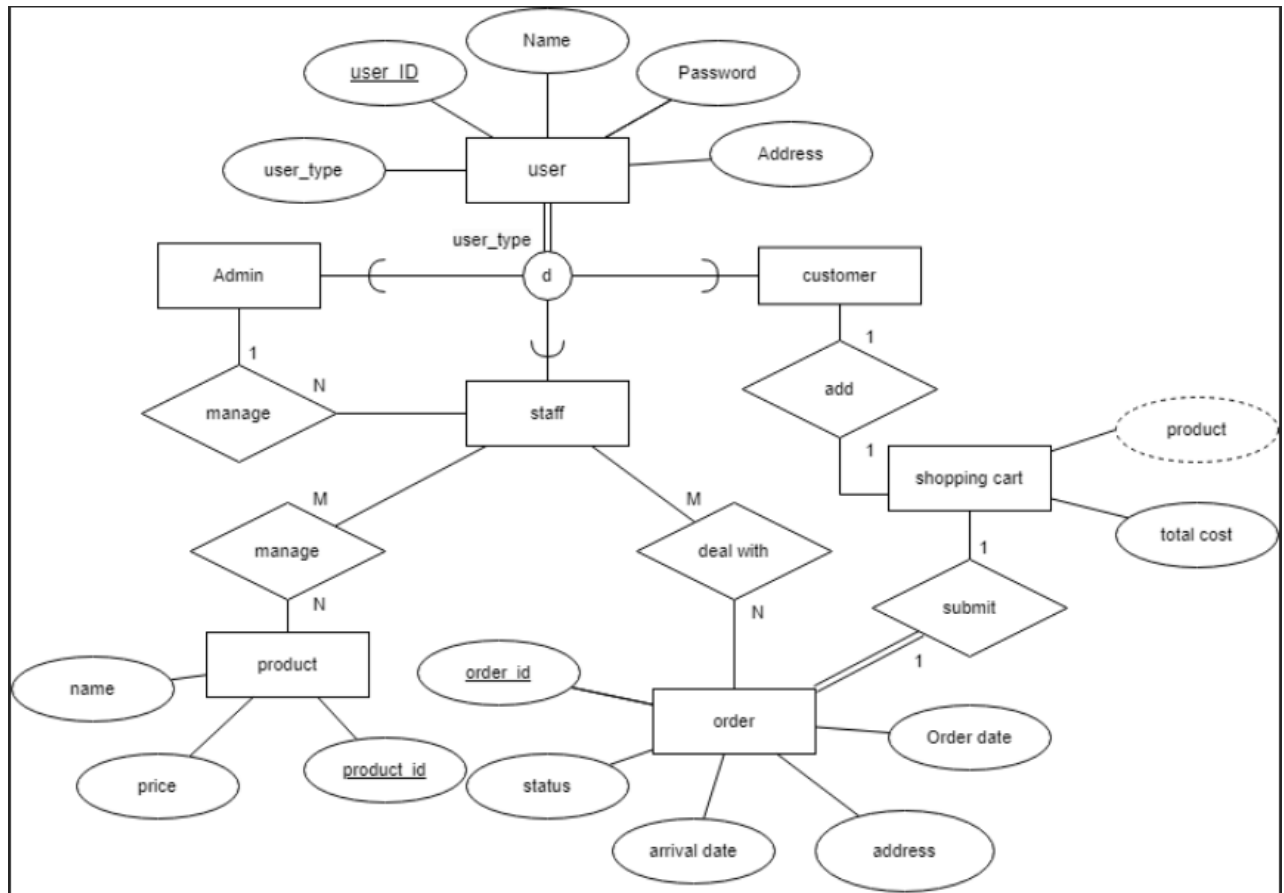 Name
user_ID
Password
Address
user_type
user
user_type
Admin
d
customer
1
1
N
manage
staff
add
product
1
shopping cart
M
M
total cost
manage
deal with
1
N
N
submit
product
1
order_id
name
order
Order date
price
product_id
status
arrival date
address